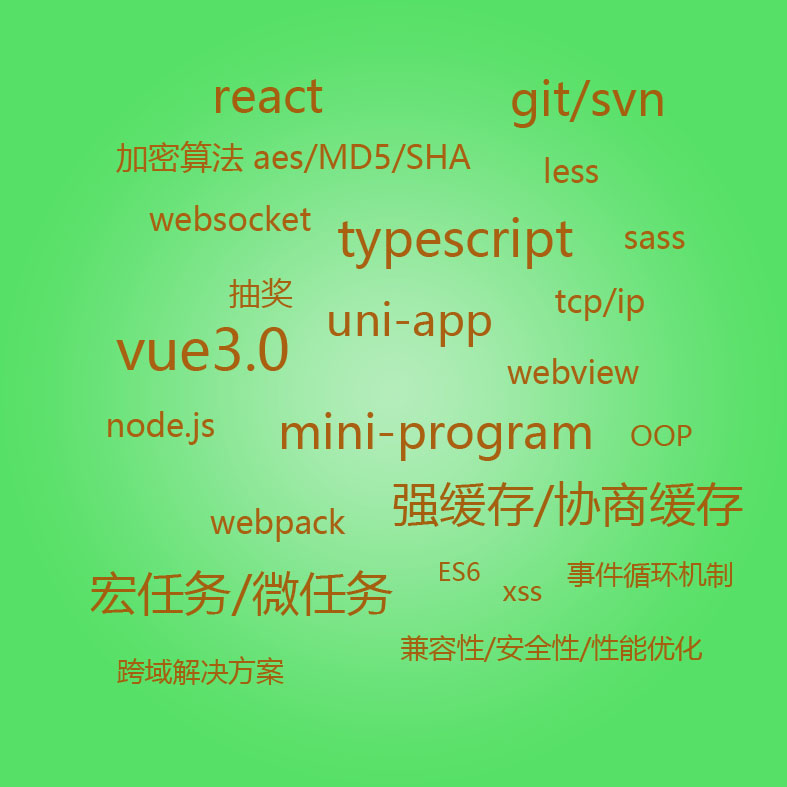 react
git/svn
加密算法 aes/MD5/SHA
less
websocket
typescript
sass
抽奖
uni-app
tcp/ip
vue3.0
webview
node.js
mini-program
OOP
强缓存/协商缓存
webpack
ES6
xss
事件循环机制
宏任务/微任务
兼容性/安全性/性能优化
跨域解决方案